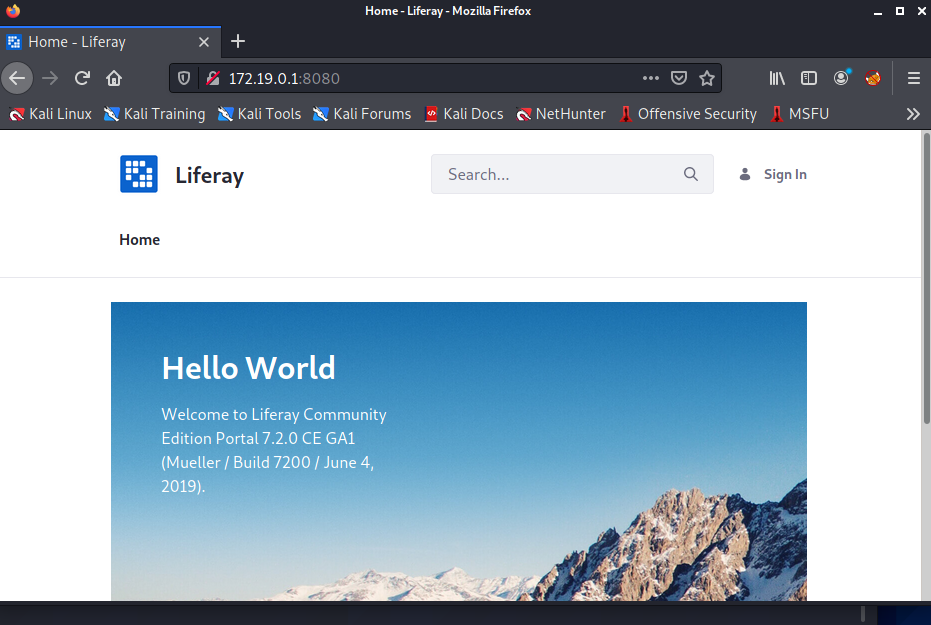 Home - Liferay - Mozilla Firefox
Home - Liferay
172.19.0.1:8080
Kali Linux Kali Training Kali Tools Kali Forums Kali Docs NetHunter Offensive Security MSFU
Liferay Search... Sign In
Home
Hello World
Welcome to Liferay Community
Edition Portal 7.2.0 CE GA1
(Mueller / Build 7200 / June 4,
2019).